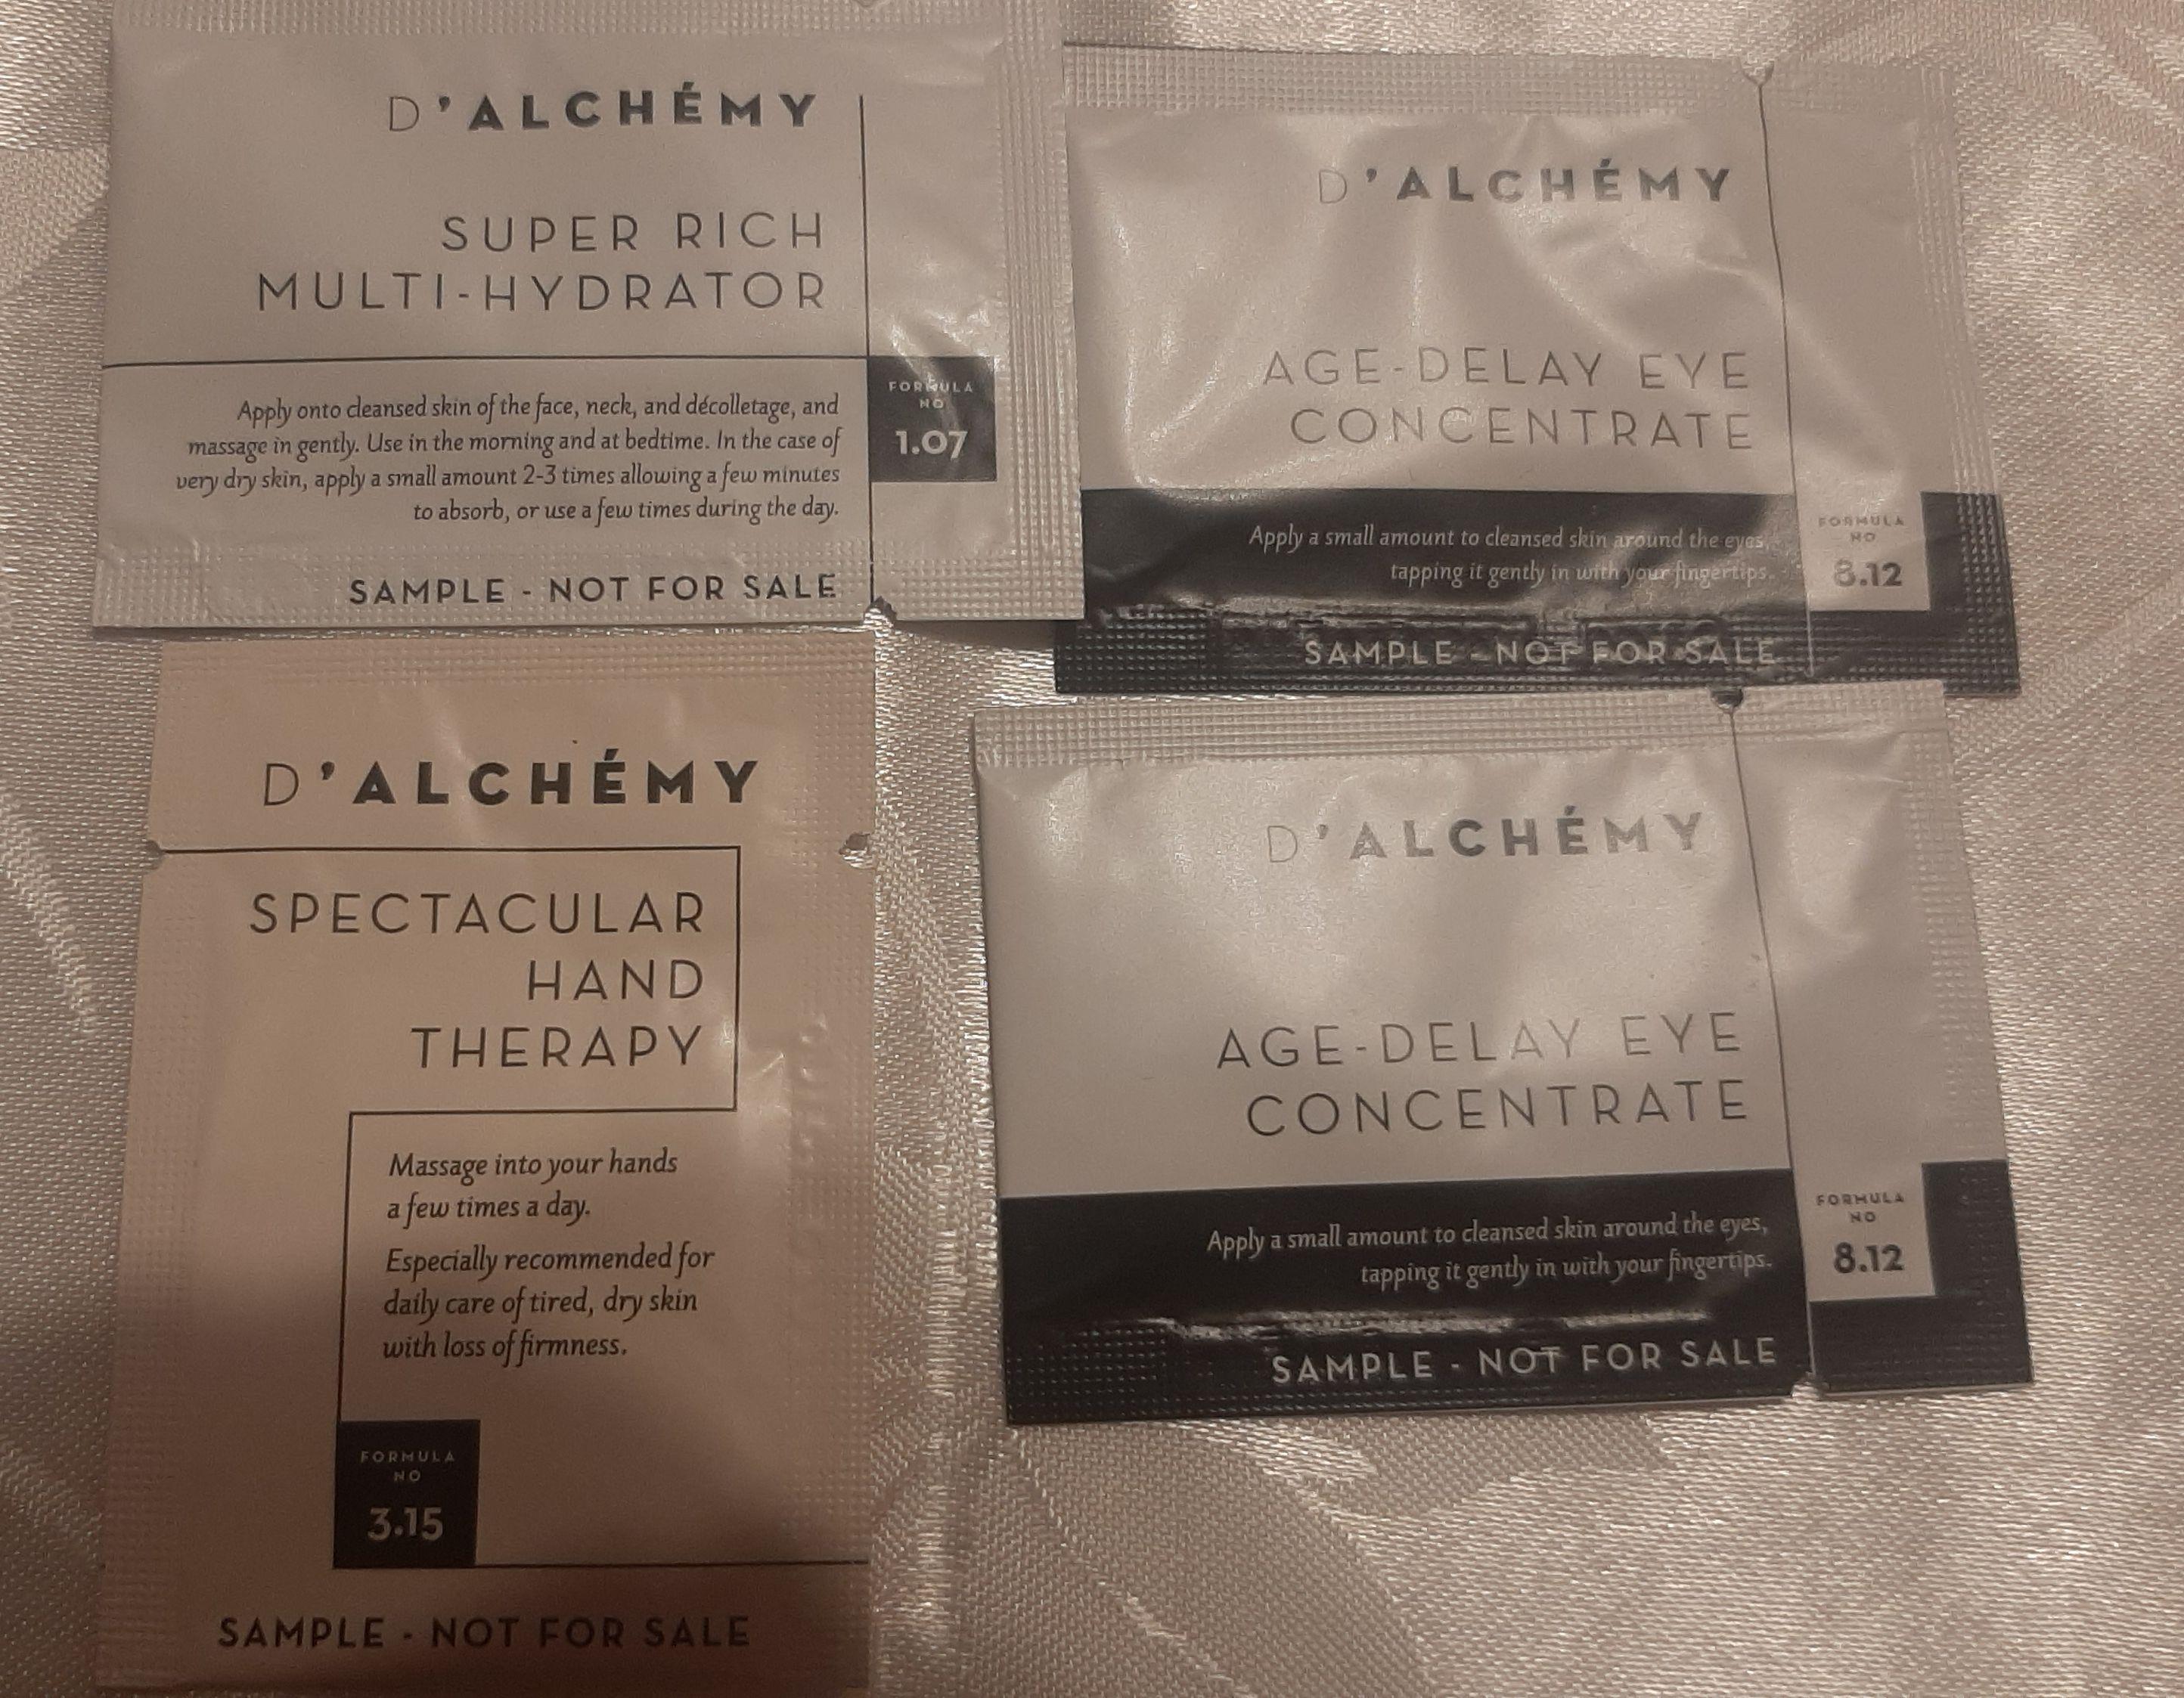 D'ALCHÉMY
SUPER RICH
MULTI-HYDRATOR
Apply onto cleansed skin of the face, neck, and décolletage, and
massage in gently. Use in the morning and at bedtime. In the case of
very dry skin, apply a small amount 2-3 times allowing a few minutes
to absorb, or use a few times during the day.
FORMULA
NO
1.07
SAMPLE - NOT FOR SALE
D'ALCHÉMY
AGE-DELAY EYE
CONCENTRATE
Apply a small amount to cleansed skin around the eyes,
tapping it gently in with your fingertips.
FORMULA
NO
8.12
SAMPLE - NOT FOR SALE
D'ALCHÉMY
SPECTACULAR
HAND
THERAPY
Massage into your hands
a few times a day.
Especially recommended for
daily care of tired, dry skin
with loss of firmness.
FORMULA
NO
3.15
SAMPLE - NOT FOR SALE
D'ALCHÉMY
AGE-DELAY EYE
CONCENTRATE
Apply a small amount to cleansed skin around the eyes,
tapping it gently in with your fingertips.
FORMULA
NO
8.12
SAMPLE - NOT FOR SALE